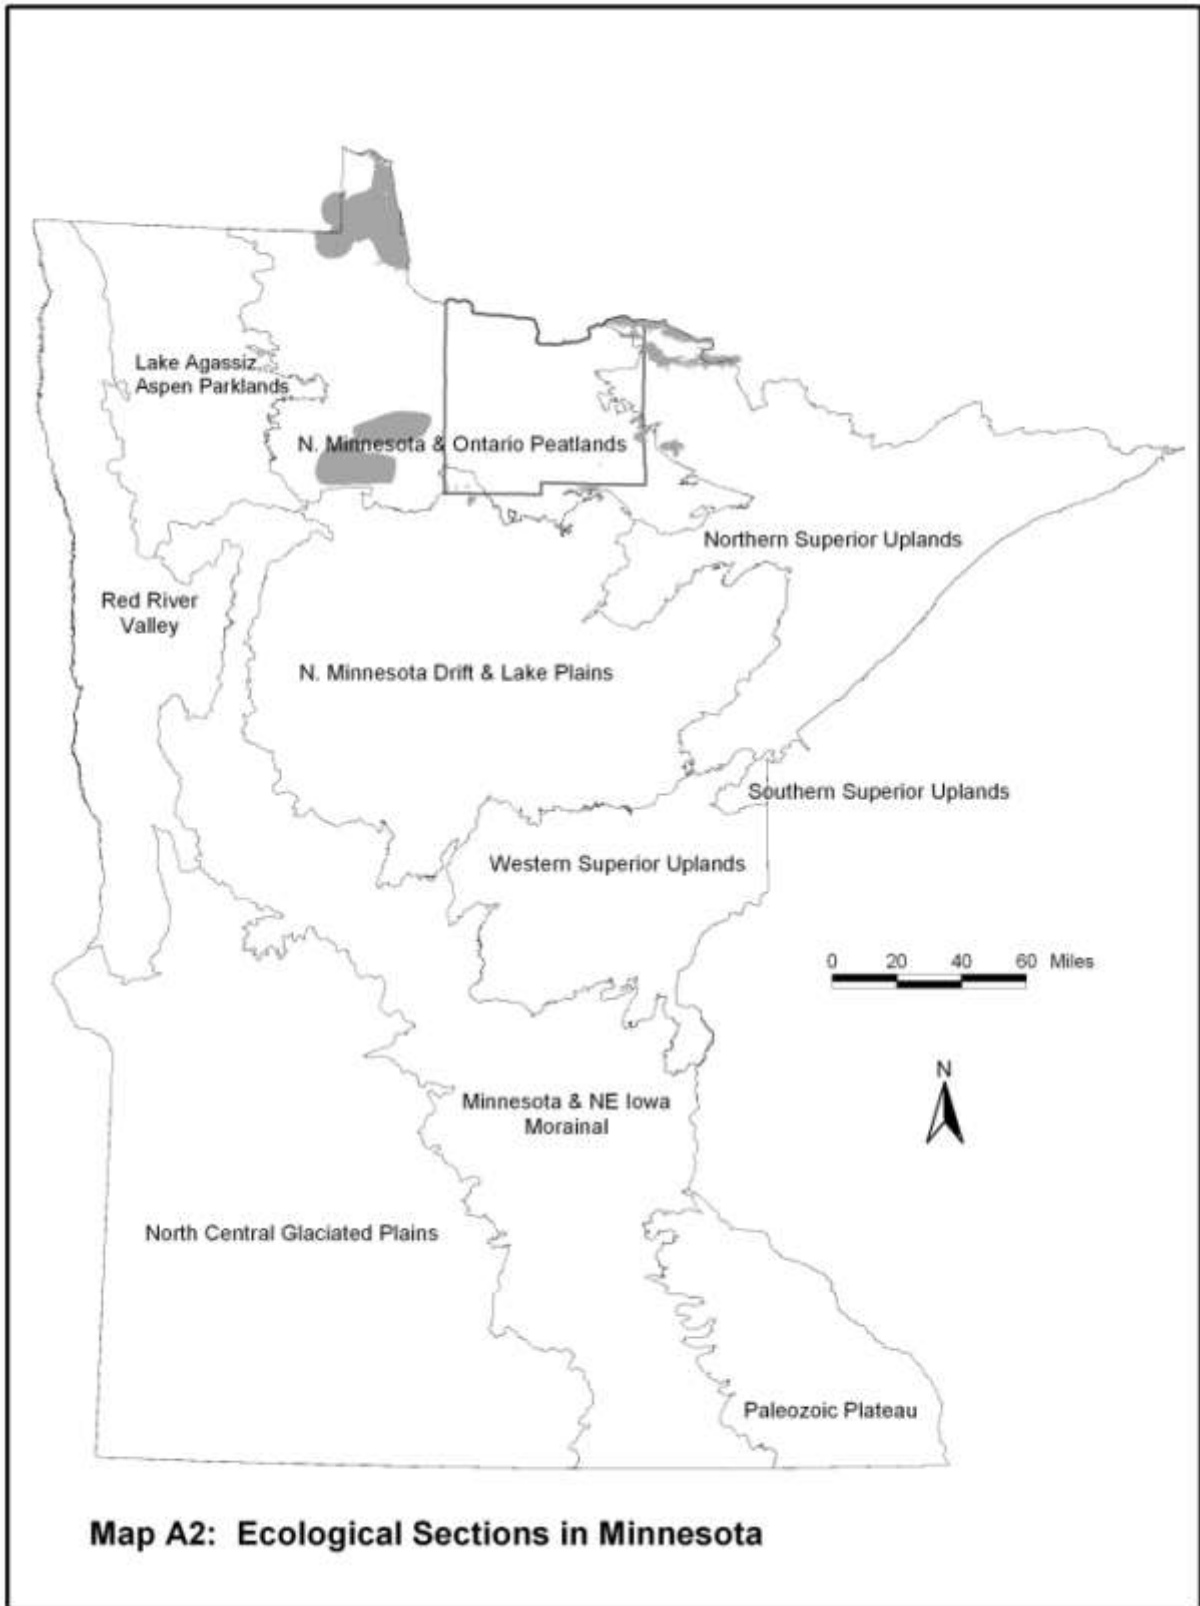 Lake Agassiz
Aspen Parklands
N. Minnesota & Ontario Peatlands
Northern Superior Uplands
Red River
Valley
N. Minnesota Drift & Lake Plains
Southern Superior Uplands
Western Superior Uplands
0 20 40 60 Miles
N
Minnesota & NE Iowa
Morainal
North Central Glaciated Plains
Paleozoic Plateau
Map A2: Ecological Sections in Minnesota